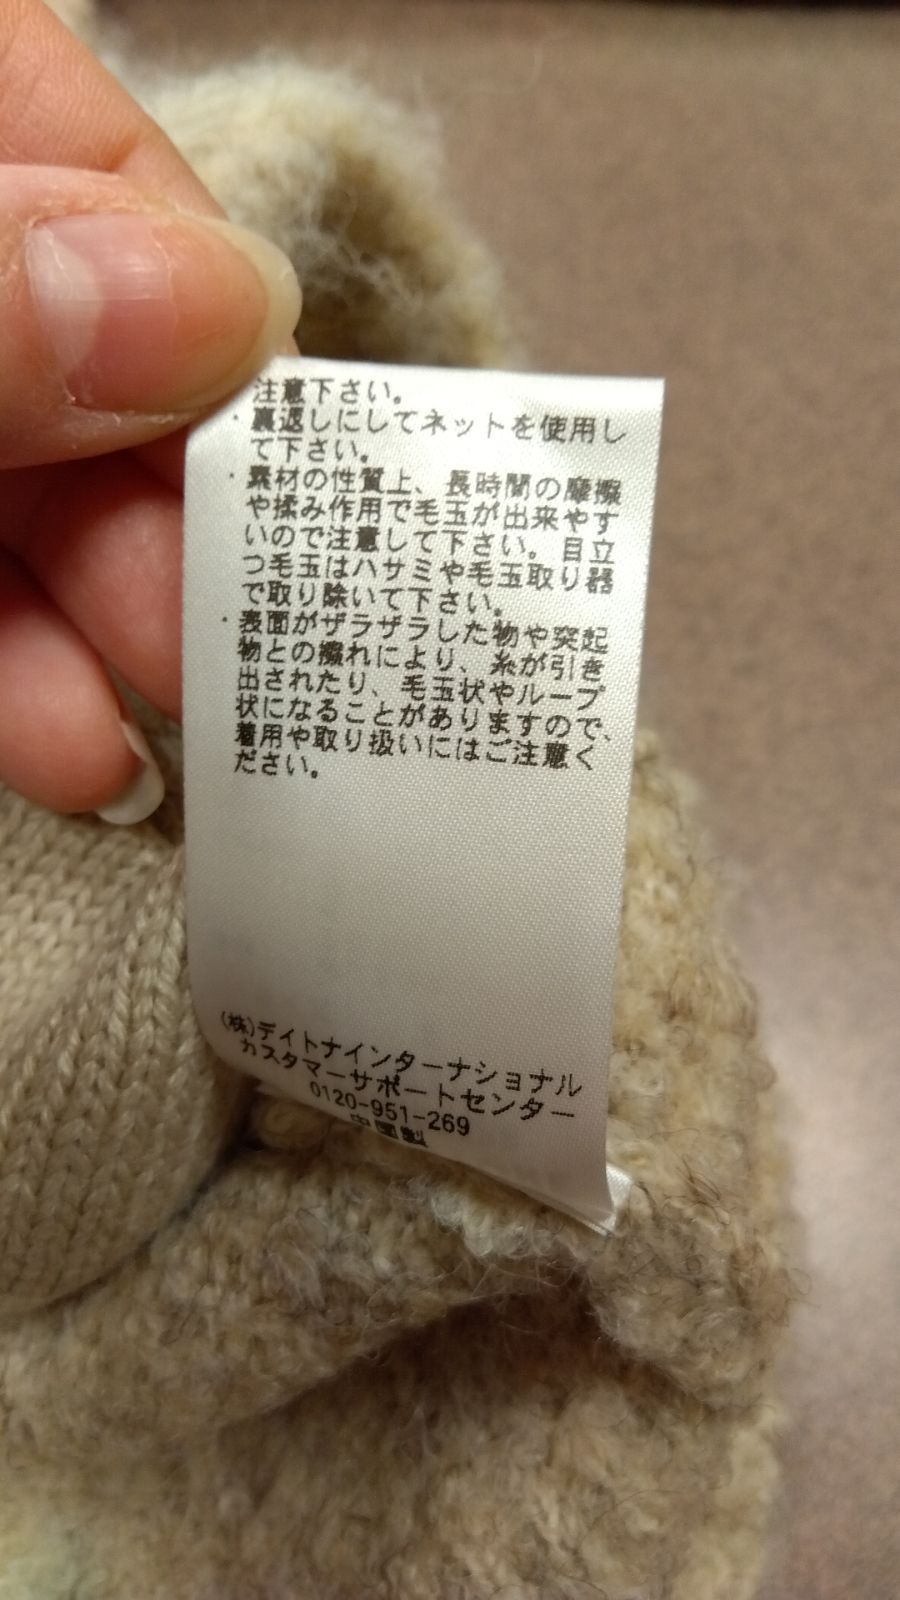 注意下さい。
・裏返しにしてネットを使用し
て下さい。
・素材の性質上、長時間の摩擦
や揉み作用で毛玉が出来やす
いので注意して下さい。目立
つ毛玉はハサミや毛玉取り器
で取り除いて下さい。
・表面がザラザラした物や突起
物との擦れにより、糸が引き
出されたり、毛玉状やループ
状になることがありますので、
着用や取り扱いにはご注意く
ださい。
(株)デイトナインターナショナル
カスタマーサポートセンター
0120-951-269
中国製